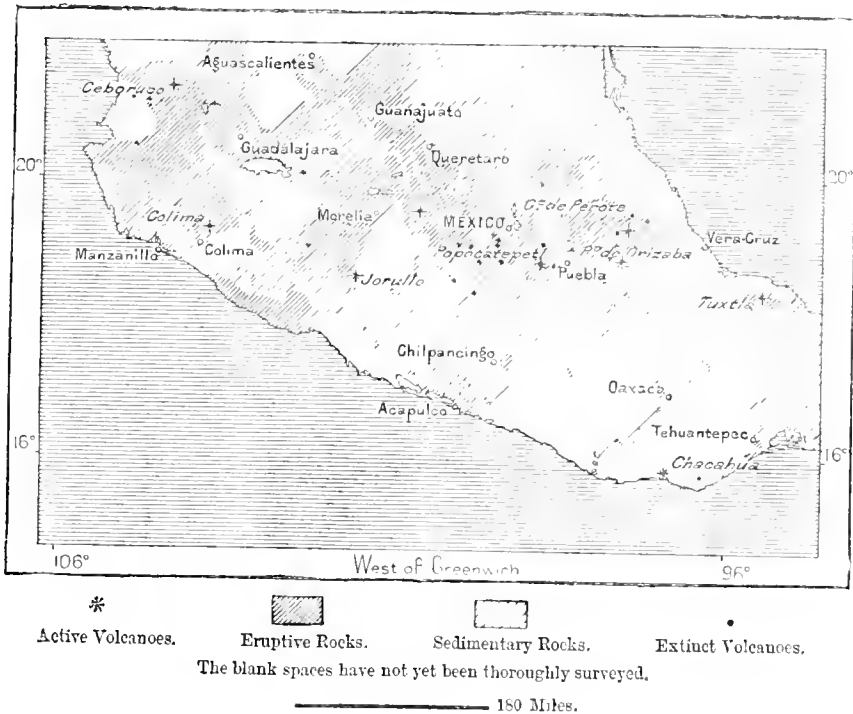 Aguascalientes
Ceboruco
Guanajuato
Guadalajara
Queretaro
20°
20°
Cᵒ de Perote
Colima
Morelia
MEXICO
Vera-Cruz
Manzanillo
Colima
Popocatepetl
Pᵒ de Orizaba
Puebla
Jorullo
Tuxtla
Chilpancingo
Oaxaca
Acapulco
Tehuantepec
16°
16°
Chacahua
106°
West of Greenwich
96°
Active Volcanoes.
Eruptive Rocks.
Sedimentary Rocks.
Extinct Volcanoes.
The blank spaces have not yet been thoroughly surveyed.
180 Miles.